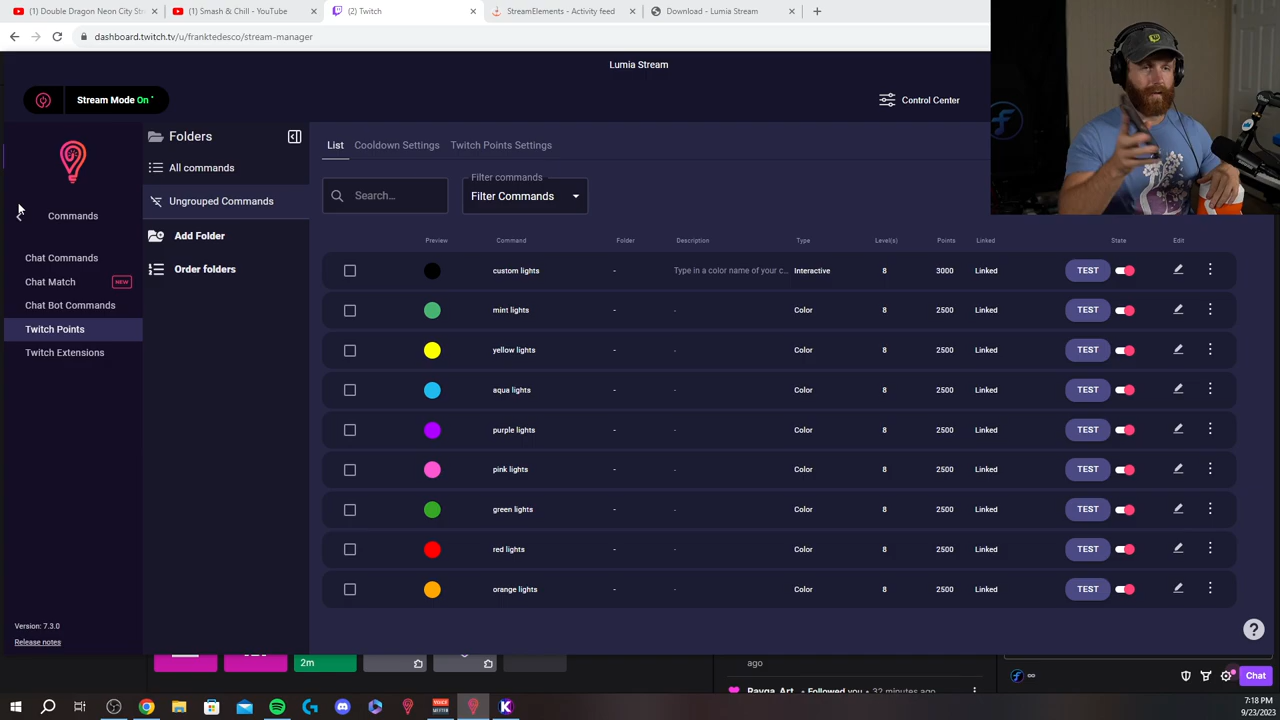 (1) Double Dragon Neon City St
(1) Smash & Chill - YouTube
(2) Twitch
StreamElements - Activity feed
Download - Lumia Stream
dashboard.twitch.tv/u/franktedesco/stream-manager
Lumia Stream
Stream Mode On
Control Center
Commands
Chat Commands
Chat Match NEW
Chat Bot Commands
Twitch Points
Twitch Extensions
Version: 7.3.0
Release notes
Folders
All commands
Ungrouped Commands
Add Folder
Order folders
List Cooldown Settings Twitch Points Settings
Search...
Filter commands
Filter Commands
Preview Command Folder Description Type Level(s) Points Linked State Edit
custom lights - Type in a color name of your c... Interactive 8 3000 Linked TEST
mint lights - - Color 8 2500 Linked TEST
yellow lights - - Color 8 2500 Linked TEST
aqua lights - - Color 8 2500 Linked TEST
purple lights - - Color 8 2500 Linked TEST
pink lights - - Color 8 2500 Linked TEST
green lights - - Color 8 2500 Linked TEST
red lights - - Color 8 2500 Linked TEST
orange lights - - Color 8 2500 Linked TEST
?
2m
ago
Rayga_Art_ - Followed you • 32 minutes ago
Chat
7:18 PM
9/23/2023